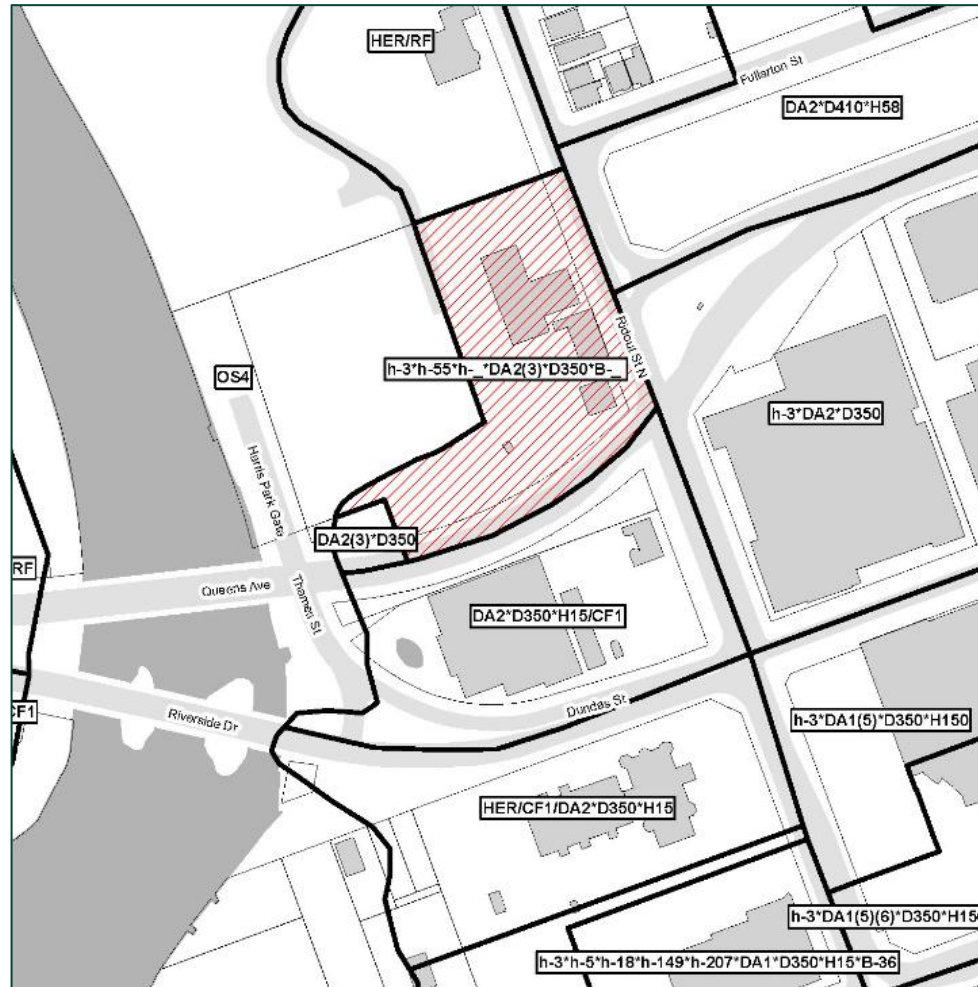 HER/RF
Fullarton St
DA2*D410*H58
Ridout St N
h-3*h-55*h-_*DA2(3)*D350*B-_
OS4
h-3*DA2*D350
Harris Park Gate
DA2(3)*D350
RF
Queens Ave
Thames St
DA2*D350*H15/CF1
Dundas St
CF1
Riverside Dr
h-3*DA1(5)*D350*H150
HER/CF1/DA2*D350*H15
h-3*DA1(5)(6)*D350*H15
h-3*h-5*h-18*h-149*h-207*DA1*D350*H15*B-36